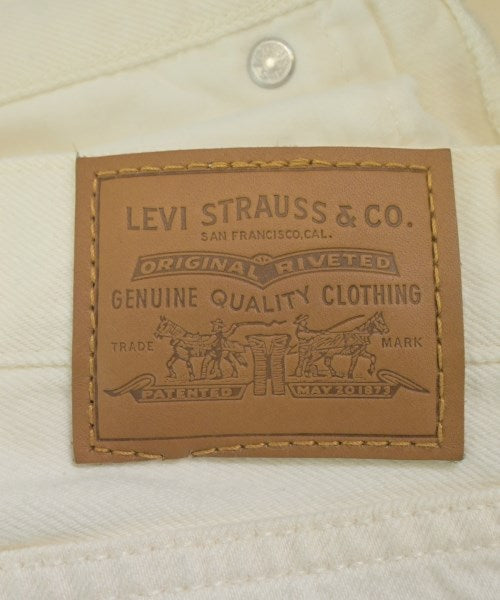 LEVI STRAUSS & CO.
SAN FRANCISCO, CAL.
ORIGINAL RIVETED
GENUINE QUALITY CLOTHING
TRADE MARK
PATENTED MAY 20 1873